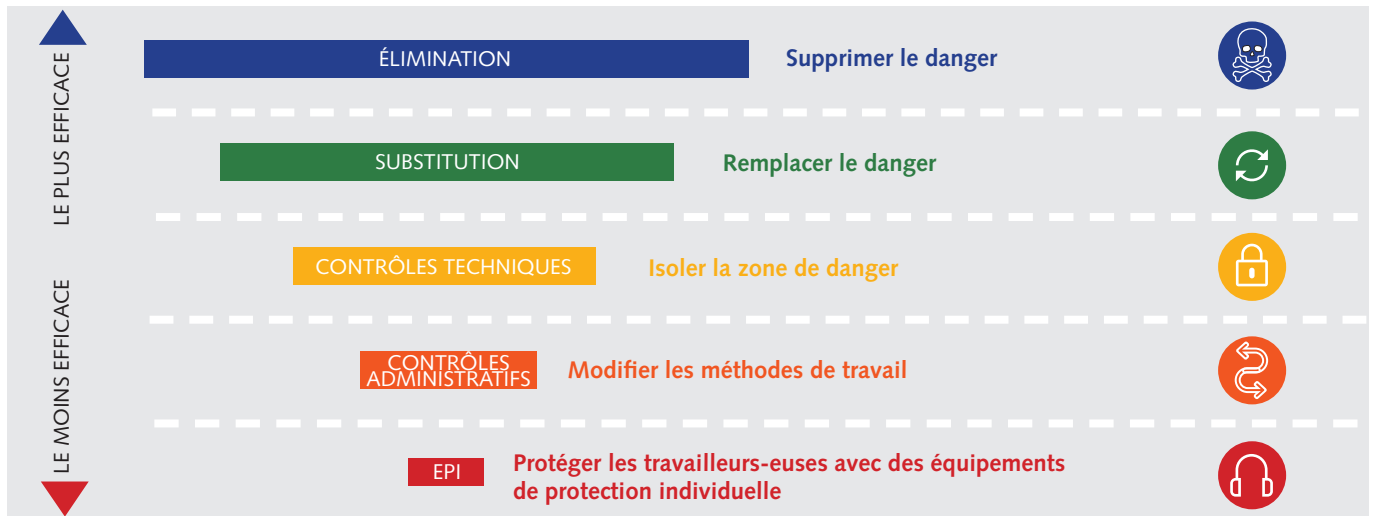 LE PLUS EFFICACE
ÉLIMINATION
Supprimer le danger
SUBSTITUTION
Remplacer le danger
CONTRÔLES TECHNIQUES
Isoler la zone de danger
LE MOINS EFFICACE
CONTRÔLES
ADMINISTRATIFS
Modifier les méthodes de travail
EPI
Protéger les travailleurs-euses avec des équipements
de protection individuelle